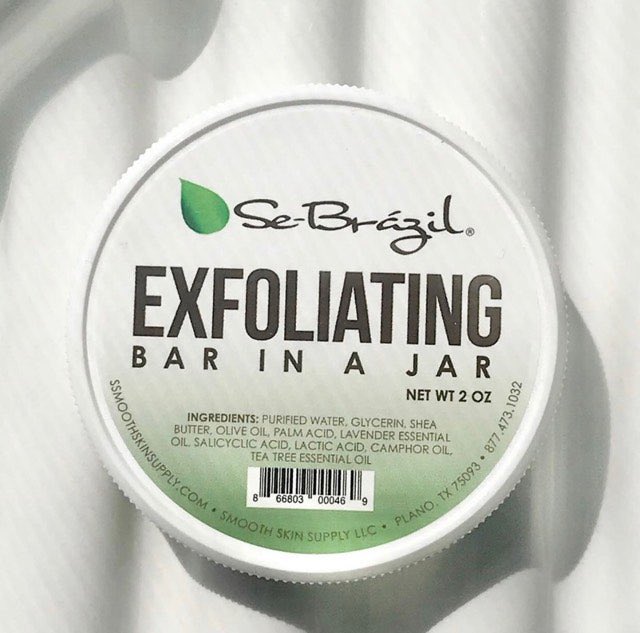 Se-Brázil®
EXFOLIATING
BAR IN A JAR
NET WT 2 OZ
INGREDIENTS: PURIFIED WATER, GLYCERIN, SHEA
BUTTER, OLIVE OIL, PALM ACID, LAVENDER ESSENTIAL
OIL, SALICYCLIC ACID, LACTIC ACID, CAMPHOR OIL,
TEA TREE ESSENTIAL OIL
8 66803 00046 9
SSMOOTHSKINSUPPLY.COM • SMOOTH SKIN SUPPLY LLC • PLANO, TX 75093 • 877.473.1032